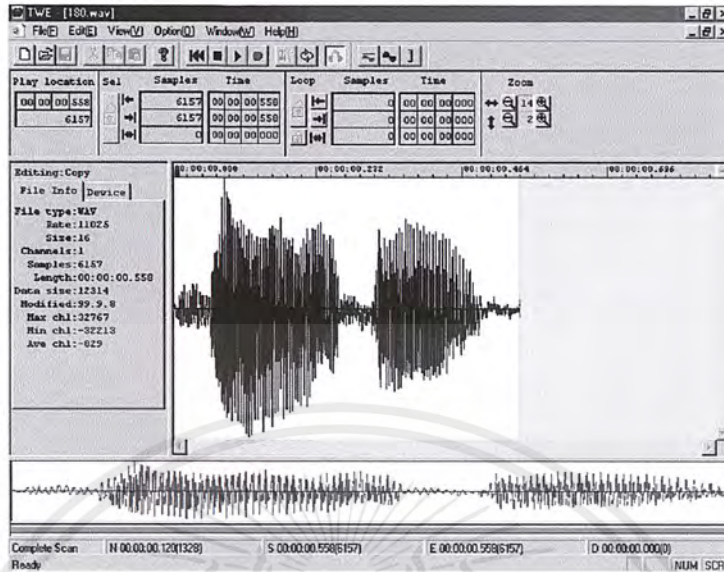 TWE - [180.wav]
File(F) Edit(E) View(V) Option(O) Window(W) Help(H)
Play location Sel Samples Time Loop Samples Time Zoom
00 00 00 558 6157 00 00 00 558 0 00 00 00 000 14
6157 6157 00 00 00 558 0 00 00 00 000 2
0 00 00 00 000 0 00 00 00 000
Editing:Copy
File Info Device
File type:WAV
Rate:11025
Size:16
Channels:1
Samples:6157
Length:00:00:00.558
Data size:12314
Modified:99.9.8
Max ch1:32767
Min ch1:-32213
Ave ch1:-829
00:00:00.000 00:00:00.232 00:00:00.464 00:00:00.696
Complete Scan N 00:00:00.120(1328) S 00:00:00.558(6157) E 00:00:00.558(6157) D 00:00:00.000(0)
Ready NUM